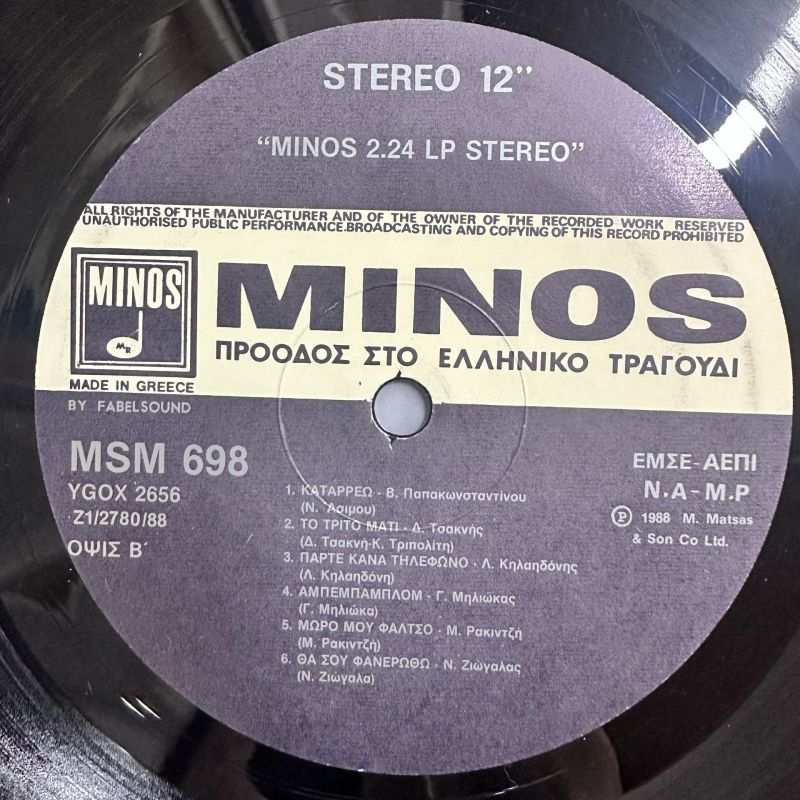 STEREO 12"
"MINOS 2.24 LP STEREO"
ALL RIGHTS OF THE MANUFACTURER AND OF THE OWNER OF THE RECORDED WORK RESERVED
UNAUTHORISED PUBLIC PERFORMANCE.BROADCASTING AND COPYING OF THIS RECORD PROHIBITED
MINOS
MR
MINOS
ΠΡΟΟΔΟΣ ΣΤΟ ΕΛΛΗΝΙΚΟ ΤΡΑΓΟΥΔΙ
MADE IN GREECE
BY FABELSOUND
MSM 698
YGOX 2656
Z1/2780/88
ΟΨΙΣ Β΄
ΕΜΣΕ-ΑΕΠΙ
N.A-M.P
Ⓟ 1988 M. Matsas
& Son Co Ltd.
1. ΚΑΤΑΡΡΕΩ - Β. Παπακωνσταντίνου
(Ν. Άσιμου)
2. ΤΟ ΤΡΙΤΟ ΜΑΤΙ - Δ. Τσακνής
(Δ. Τσακνή-Κ. Τριπολίτη)
3. ΠΑΡΤΕ ΚΑΝΑ ΤΗΛΕΦΩΝΟ - Λ. Κηλαηδόνης
(Λ. Κηλαηδόνη)
4. ΑΜΠΕΜΠΑΜΠΛΟΜ - Γ. Μηλιώκας
(Γ. Μηλιώκα)
5. ΜΩΡΟ ΜΟΥ ΦΑΛΤΣΟ - Μ. Ρακιντζή
(Μ. Ρακιντζή)
6. ΘΑ ΣΟΥ ΦΑΝΕΡΩΘΩ - Ν. Ζιώγαλας
(Ν. Ζιώγαλα)